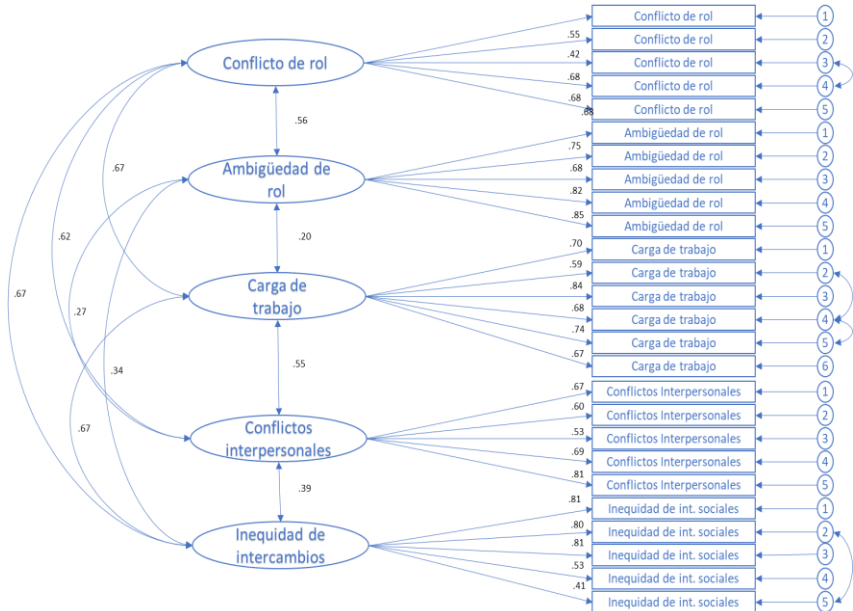 Conflicto de rol
1
.55
Conflicto de rol
2
.42
Conflicto de rol
3
.68
Conflicto de rol
4
.68
.68
Conflicto de rol
5
Conflicto de rol
.56
Ambigüedad de rol
1
.75
Ambigüedad de rol
2
.68
Ambigüedad de rol
3
.82
Ambigüedad de rol
4
.85
Ambigüedad de rol
5
Ambigüedad de
rol
.67
.20
.62
.70
Carga de trabajo
1
.59
Carga de trabajo
2
.84
Carga de trabajo
3
.68
Carga de trabajo
4
.74
Carga de trabajo
5
.67
Carga de trabajo
6
Carga de
trabajo
.67
.27
.55
.34
.67
.67
Conflictos Interpersonales
1
.60
Conflictos Interpersonales
2
.53
Conflictos Interpersonales
3
.69
Conflictos Interpersonales
4
.81
Conflictos Interpersonales
5
Conflictos
interpersonales
.39
.81
Inequidad de int. sociales
1
.80
Inequidad de int. sociales
2
.81
Inequidad de int. sociales
3
.53
Inequidad de int. sociales
4
.41
Inequidad de int. sociales
5
Inequidad de
intercambios